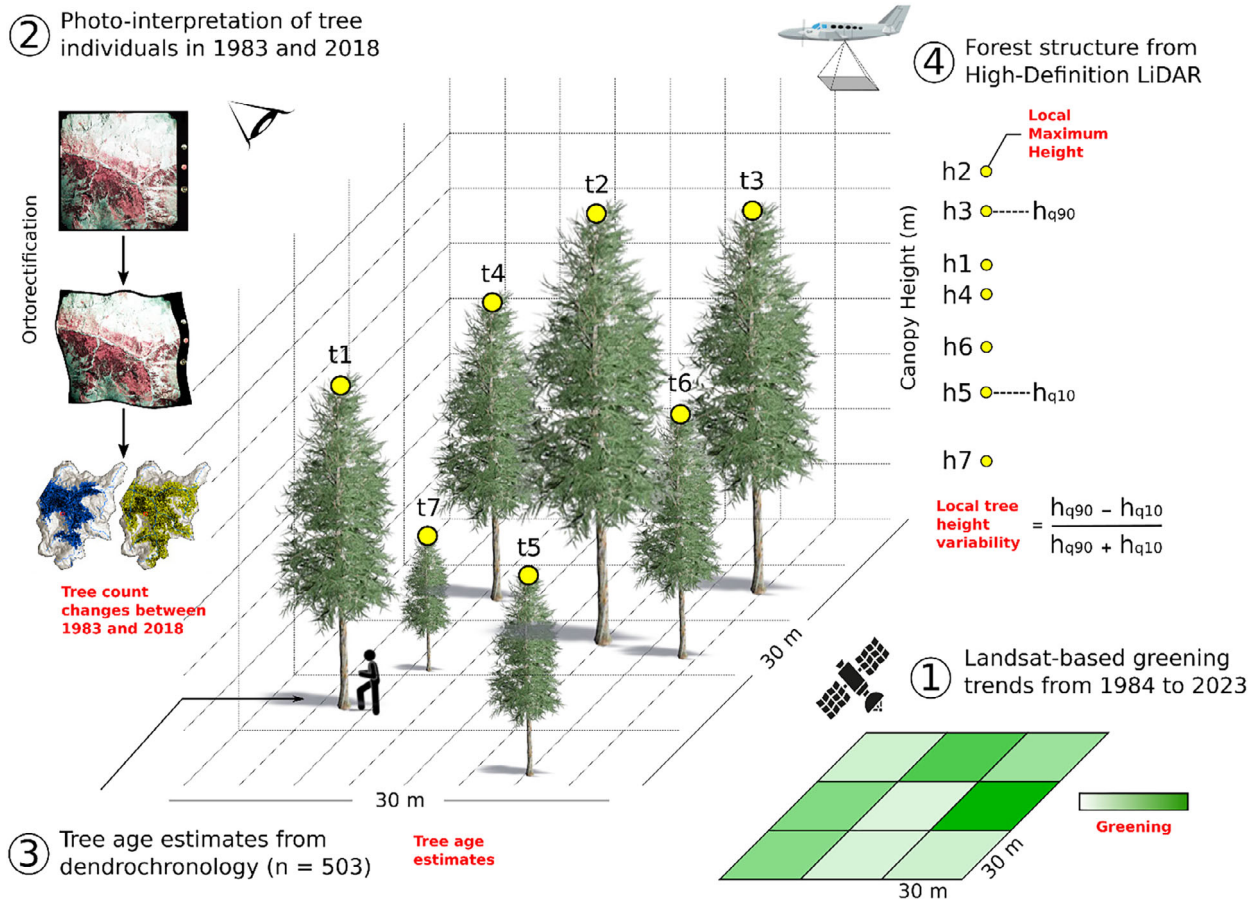 ② Photo-interpretation of tree
individuals in 1983 and 2018
Ortorectification
Tree count
changes between
1983 and 2018
t1
t2
t3
t4
t5
t6
t7
30 m
30 m
④ Forest structure from
High-Definition LiDAR
Local
Maximum
Height
Canopy Height (m)
h2
h3 ------ hq90
h1
h4
h6
h5 ------ hq10
h7
Local tree
height
variability
= hq90 − hq10
hq90 + hq10
① Landsat-based greening
trends from 1984 to 2023
Greening
30 m
30 m
③ Tree age estimates from
dendrochronology (n = 503)
Tree age
estimates